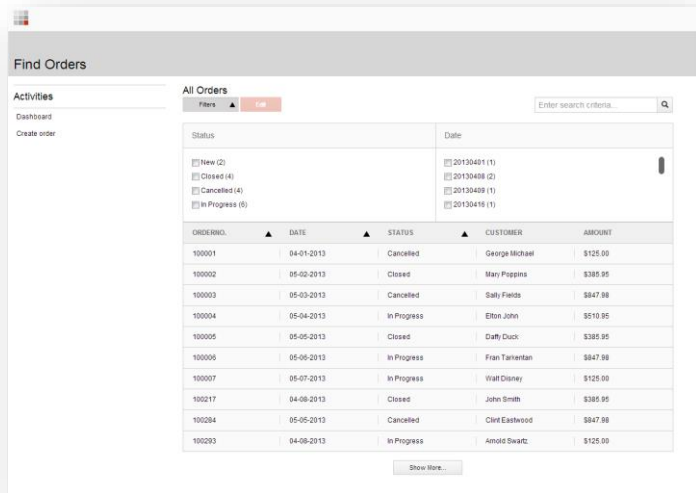 Find Orders
Activities
Dashboard
Create order
All Orders
Filters
Edit
Enter search criteria...
Status Date
New (2)
Closed (4)
Cancelled (4)
In Progress (6)
20130401 (1)
20130408 (2)
20130409 (1)
20130416 (1)
ORDERNO. DATE STATUS CUSTOMER AMOUNT
100001 04-01-2013 Cancelled George Michael $125.00
100002 05-02-2013 Closed Mary Poppins $385.95
100003 05-03-2013 Cancelled Sally Fields $847.98
100004 05-04-2013 In Progress Elton John $510.95
100005 05-05-2013 Closed Daffy Duck $385.95
100006 05-06-2013 In Progress Fran Tarkentan $847.98
100007 05-07-2013 In Progress Walt Disney $125.00
100217 04-08-2013 Closed John Smith $385.95
100284 05-05-2013 Cancelled Clint Eastwood $847.98
100293 04-08-2013 In Progress Arnold Swartz $125.00
Show More...